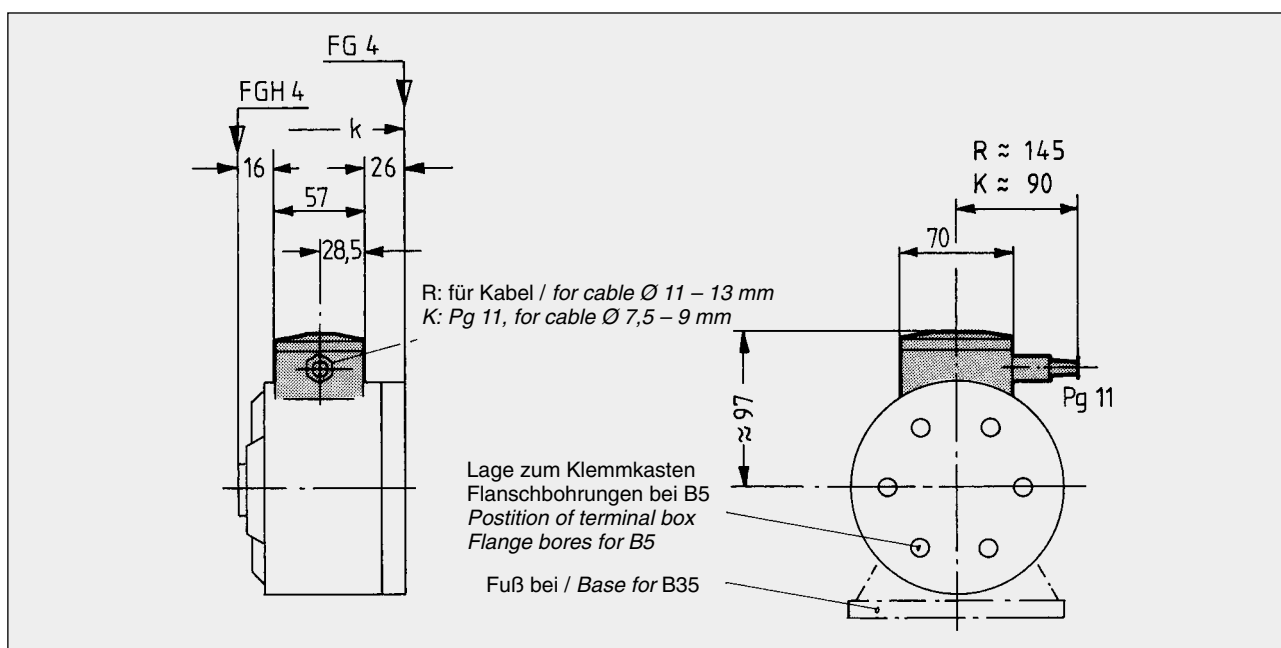 FG 4
FGH 4
k
16
26
57
28,5
R: für Kabel / for cable Ø 11 – 13 mm
K: Pg 11, for cable Ø 7,5 – 9 mm
R ≈ 145
K ≈ 90
70
≈ 97
Pg 11
Lage zum Klemmkasten
Flanschbohrungen bei B5
Postition of terminal box
Flange bores for B5
Fuß bei / Base for B35